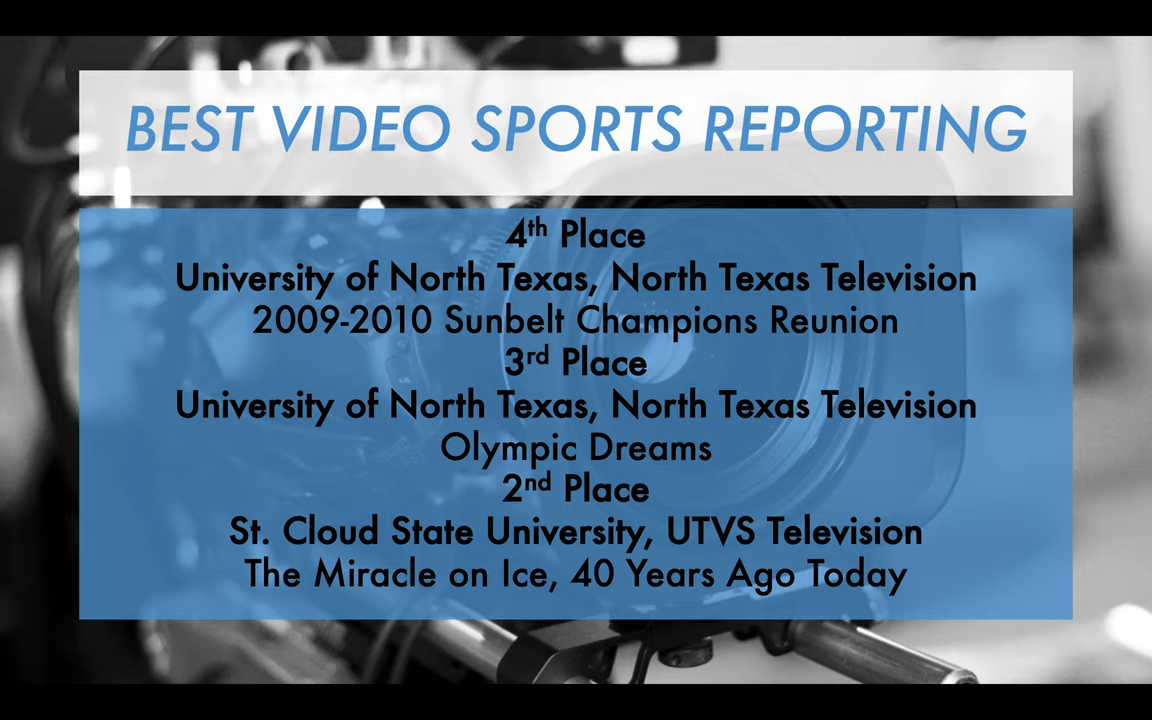 BEST VIDEO SPORTS REPORTING
4th Place
University of North Texas, North Texas Television
2009-2010 Sunbelt Champions Reunion
3rd Place
University of North Texas, North Texas Television
Olympic Dreams
2nd Place
St. Cloud State University, UTVS Television
The Miracle on Ice, 40 Years Ago Today